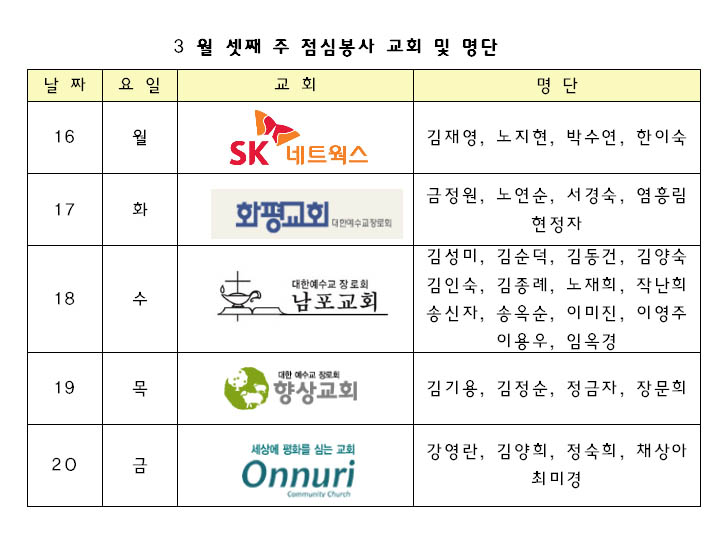 3 월 셋째 주 점심봉사 교회 및 명단
날 짜 요 일 교 회 명 단
16 월 SK 네트웍스 김재영, 노지현, 박수연, 한이숙
17 화 화평교회 대한예수교장로회 금정원, 노연순, 서경숙, 염흥림
현정자
18 수 대한예수교 장로회 남포교회 김성미, 김순덕, 김동건, 김양숙
김인숙, 김종례, 노재희, 작난희
송신자, 송옥순, 이미진, 이영주
이용우, 임옥경
19 목 대한 예수교 장로회 향상교회 김기용, 김정순, 정금자, 장문희
20 금 세상에 평화를 심는 교회 강영란, 김양희, 정숙희, 채상아
Onnuri 최미경
Community Church